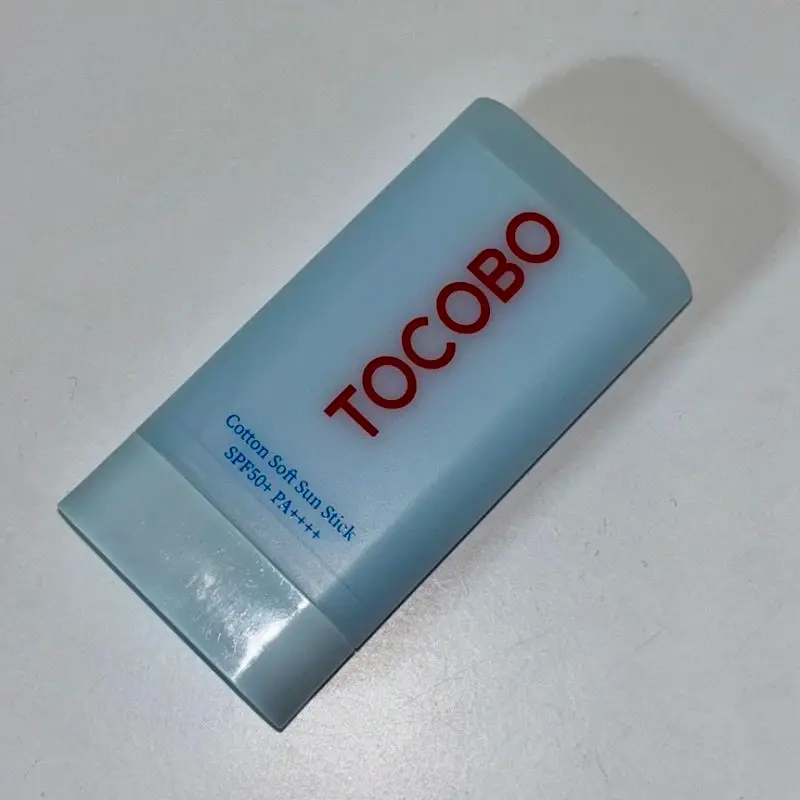 TOCOBO
Cotton Soft Sun Stick
SPF50+ PA++++